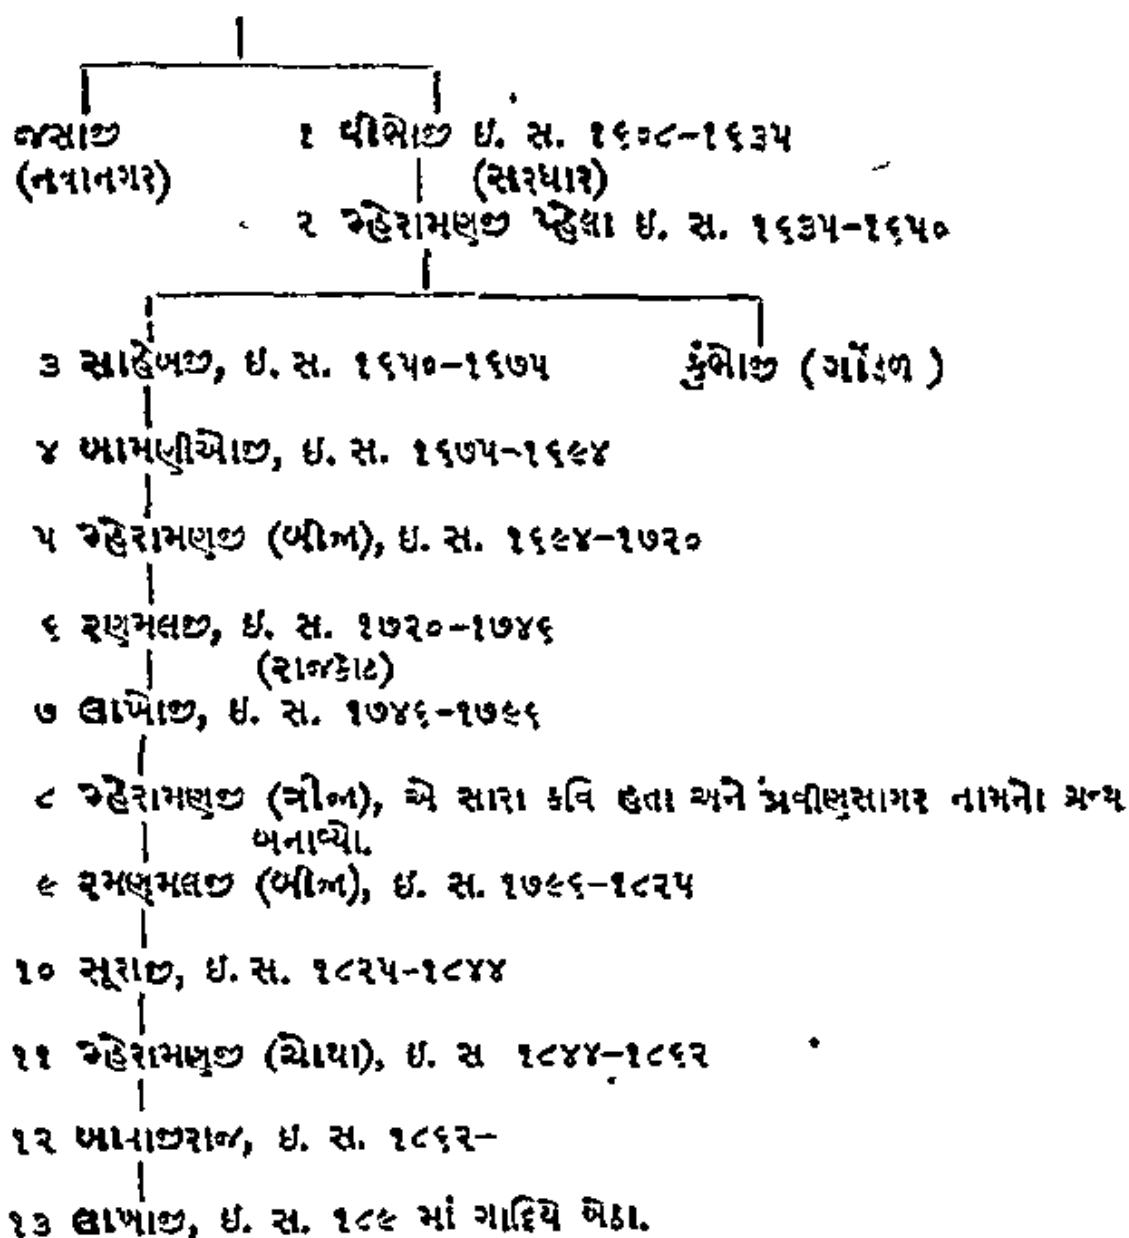 જસાજી ૧ વીભોજી ઇ. સ. ૧૬૦૮-૧૬૩૫
(નવાનગર) (સરધાર)
૨ મ્હેરામણજી પ્હેલા ઇ. સ. ૧૬૩૫-૧૬૫૦
૩ સાહેબજી, ઇ. સ. ૧૬૫૦-૧૬૭૫ કુંભોજી (ગોંડળ)
૪ બામણીઓજી, ઇ. સ. ૧૬૭૫-૧૬૯૪
૫ મ્હેરામણજી (બીજા), ઇ. સ. ૧૬૯૪-૧૭૨૦
૬ રણમલજી, ઇ. સ. ૧૭૨૦-૧૭૪૬
(રાજકોટ)
૭ લાખોજી, ઇ. સ. ૧૭૪૬-૧૭૯૬
૮ મ્હેરામણજી (ત્રીજા), એ સારા કવિ હતા અને પ્રવીણસાગર નામનો ગ્રન્થ
બનાવ્યો.
૯ રમણમલજી (બીજા), ઇ. સ. ૧૭૯૬-૧૮૨૫
૧૦ સૂરાજી, ઇ. સ. ૧૮૨૫-૧૮૪૪
૧૧ મ્હેરામણજી (ચોથા), ઇ. સ ૧૮૪૪-૧૮૬૨
૧૨ બાવાજીરાજ, ઇ. સ. ૧૮૬૨-
૧૩ લાખાજી, ઇ. સ. ૧૮૯ માં ગાદિયે બેઠા.